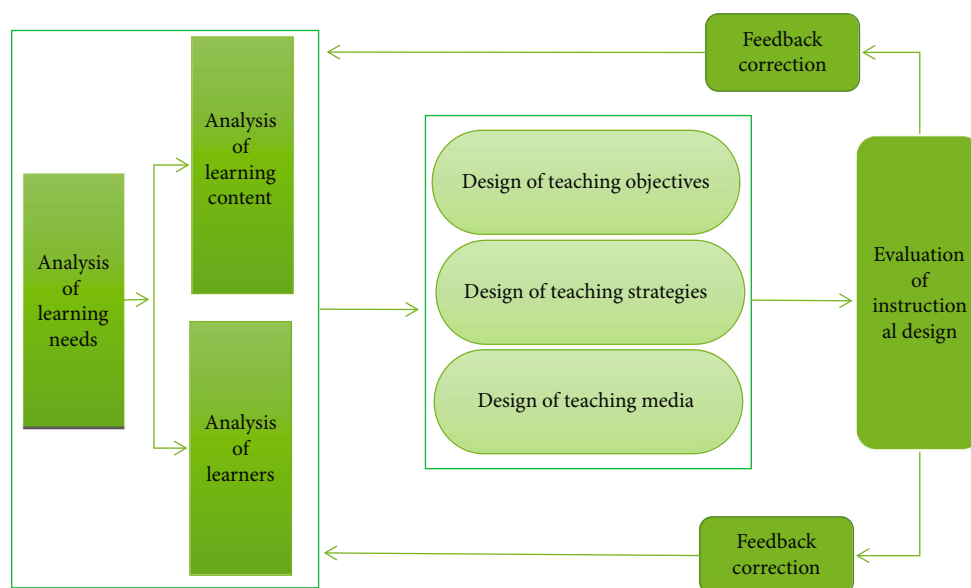 Analysis
of
learning
needs
Analysis
of
learning
content
Analysis
of
learners
Design of teaching objectives
Design of teaching strategies
Design of teaching media
Evaluation
of
instruction
al design
Feedback
correction
Feedback
correction